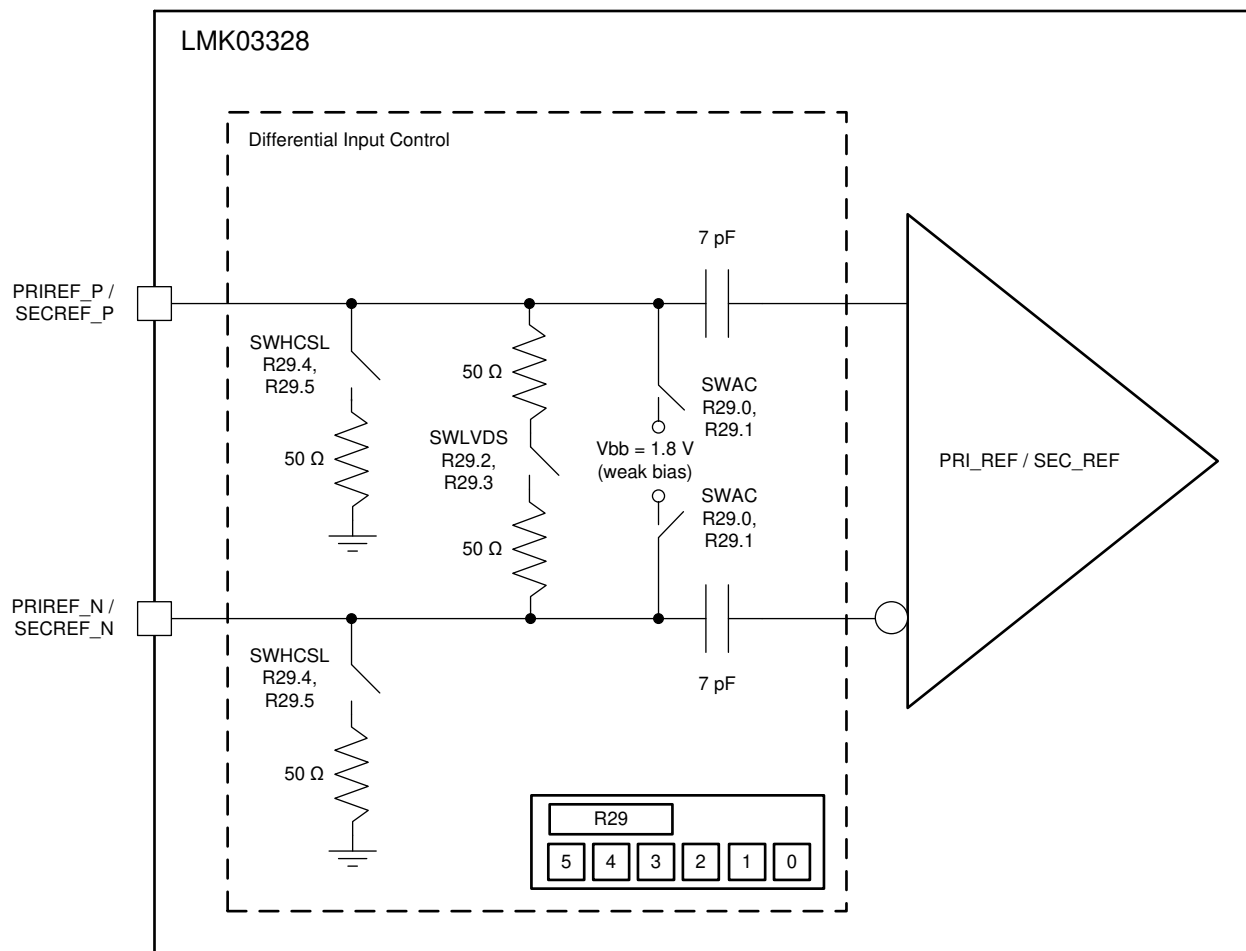 LMK03328
Differential Input Control
7 pF
PRIREF_P /
SECREF_P
SWHCSL
R29.4,
R29.5
50 Ω
50 Ω
SWLVDS
R29.2,
R29.3
50 Ω
SWAC
R29.0,
R29.1
Vbb = 1.8 V
(weak bias)
SWAC
R29.0,
R29.1
PRI_REF / SEC_REF
PRIREF_N /
SECREF_N
SWHCSL
R29.4,
R29.5
50 Ω
7 pF
R29
5 4 3 2 1 0